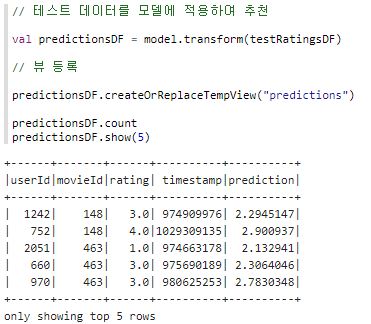 // 테스트 데이터를 모델에 적용하여 추천
val predictionsDF = model.transform(testRatingsDF)
// 뷰 등록
predictionsDF.createOrReplaceTempView("predictions")
predictionsDF.count
predictionsDF.show(5)
+------+-------+------+----------+----------+
|userId|movieId|rating| timestamp|prediction|
+------+-------+------+----------+----------+
|  1242|    148|   3.0| 974909976| 2.2945147|
|   752|    148|   4.0|1029309135|  2.900937|
|  2051|    463|   1.0| 974663178|  2.132941|
|   660|    463|   3.0| 975690189| 2.3064046|
|   970|    463|   3.0| 980625253| 2.7830348|
+------+-------+------+----------+----------+
only showing top 5 rows